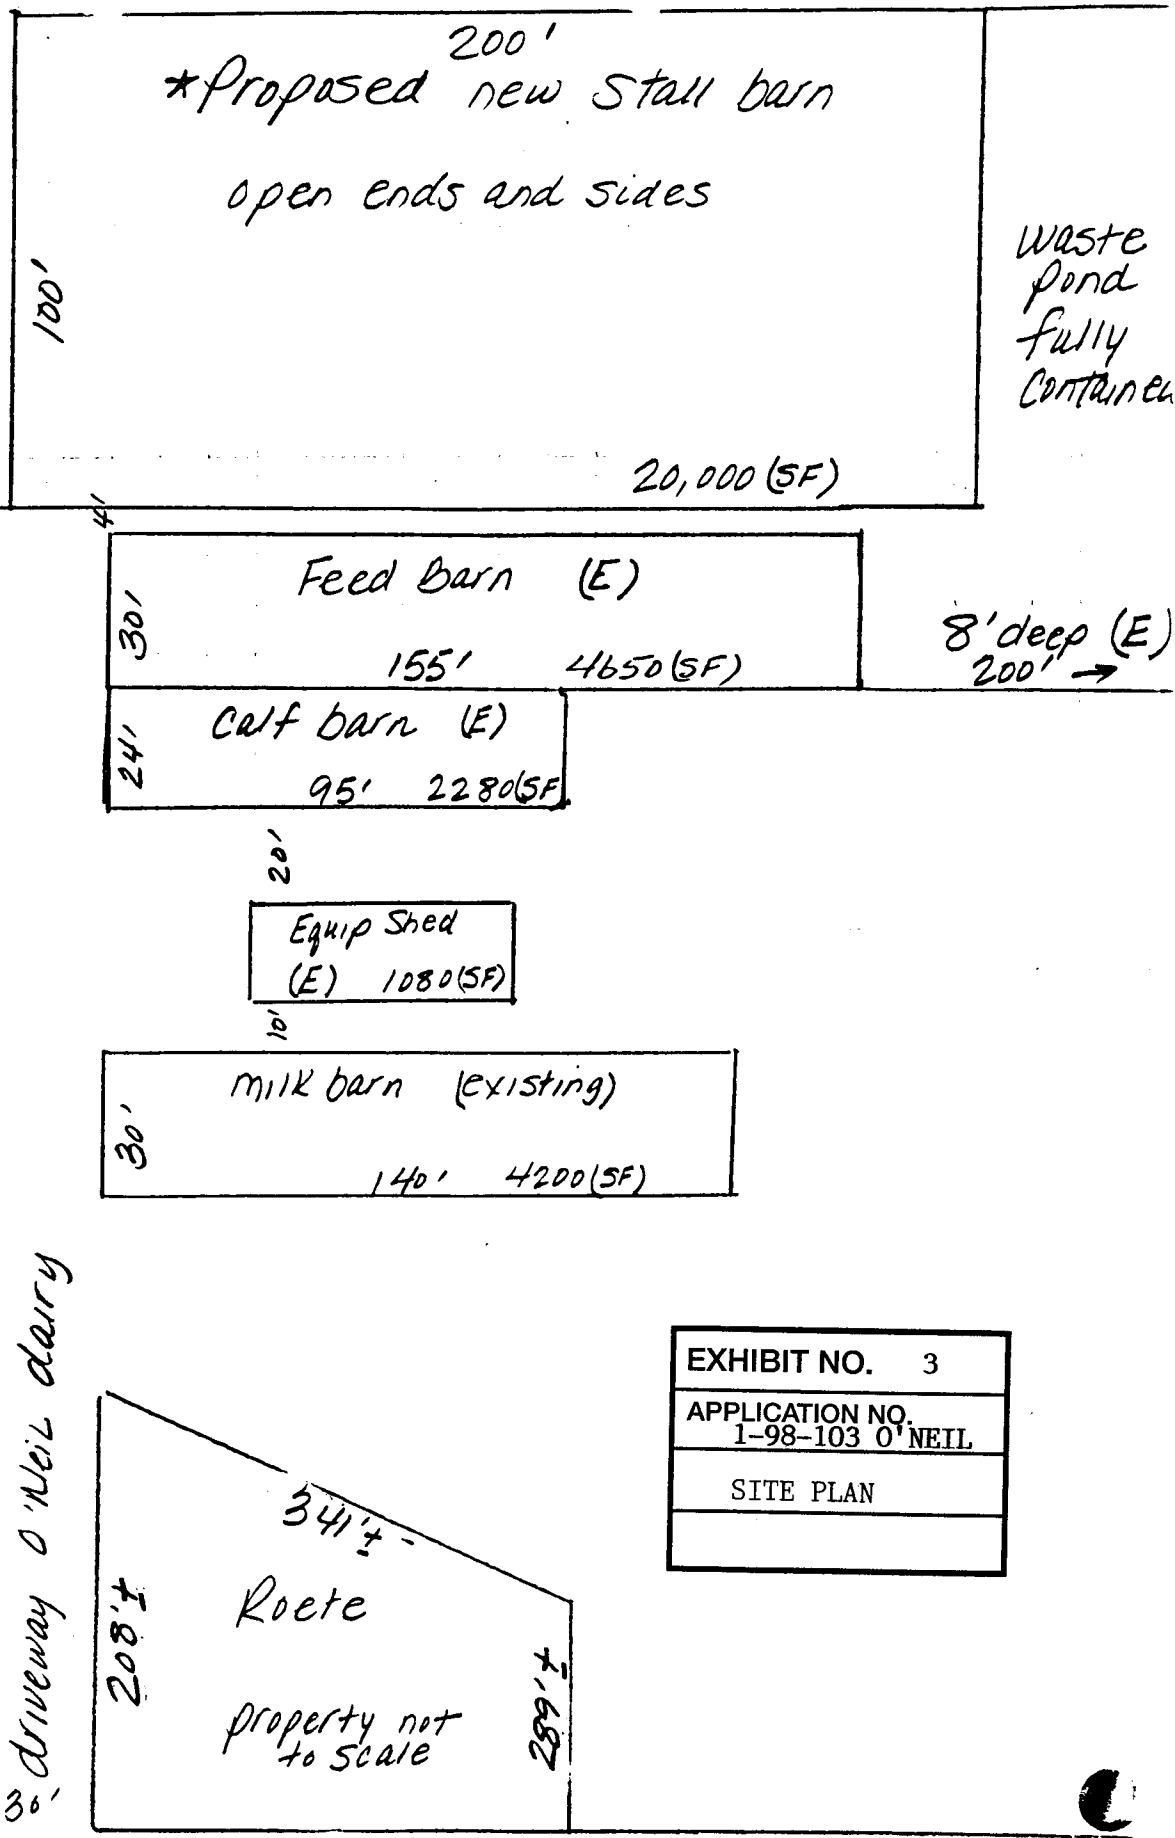 200'
*Proposed new stall barn
open ends and sides
100'
20,000 (SF)
waste
pond
fully
4'
Feed Barn (E)
30'
155' 4650 (SF)
8' deep (E)
200' →
Calf barn (E)
24'
95' 2280 (SF
20'
Equip Shed
(E) 1080 (SF)
10'
milk barn (existing)
30'
140' 4200 (SF)
30' driveway O'Neil dairy
341'±
208'±
Roete
289'±
property not
to scale
EXHIBIT NO. 3
APPLICATION NO.
1-98-103 O'NEIL
SITE PLAN